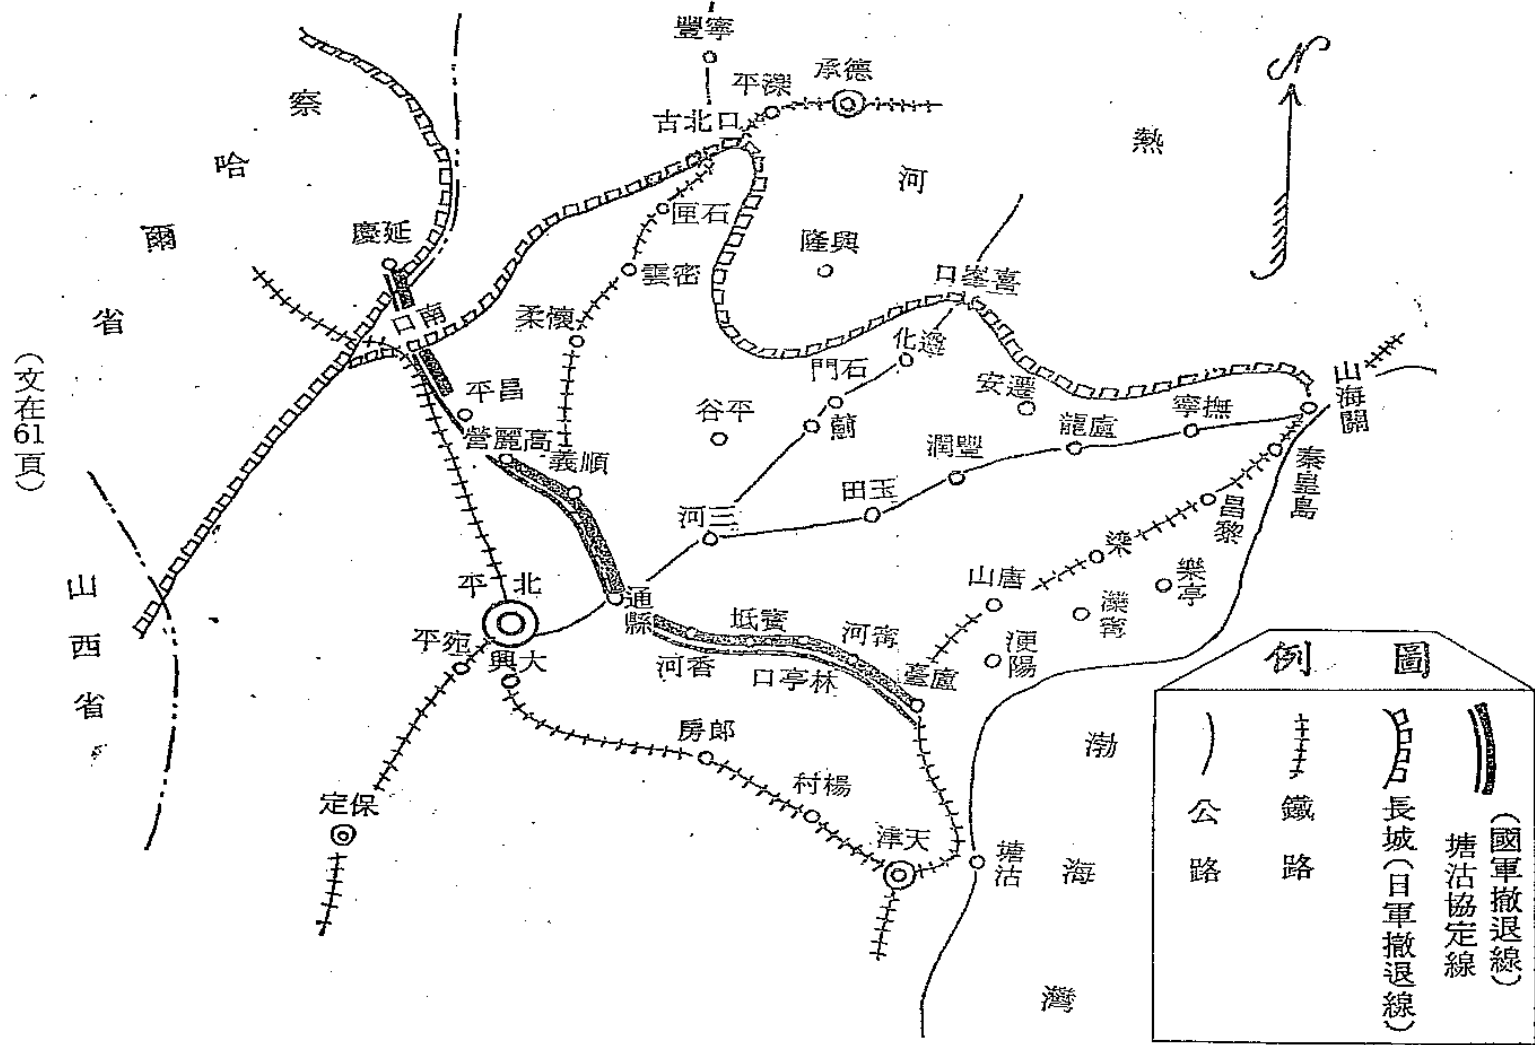 豐寧
承德
灤平
古北口
熱河
察哈爾省
延慶
石匣
密雲
興隆
喜峯口
南口
懷柔
遵化
石門
薊
平谷
遷安
撫寧
山海關
盧龍
昌平
高麗營
順義
豐潤
玉田
三河
秦皇島
昌黎
灤
樂亭
唐山
灤寗
洭陽
北平
通縣
寳坻
寗河
香河
林亭口
蘆臺
宛平
大興
郎房
楊村
保定
天津
塘沽
渤海灣
山西省
(文在61頁)
圖例
(國軍撤退線)
塘沽協定線
長城(日軍撤退線)
鐵路
公路
N